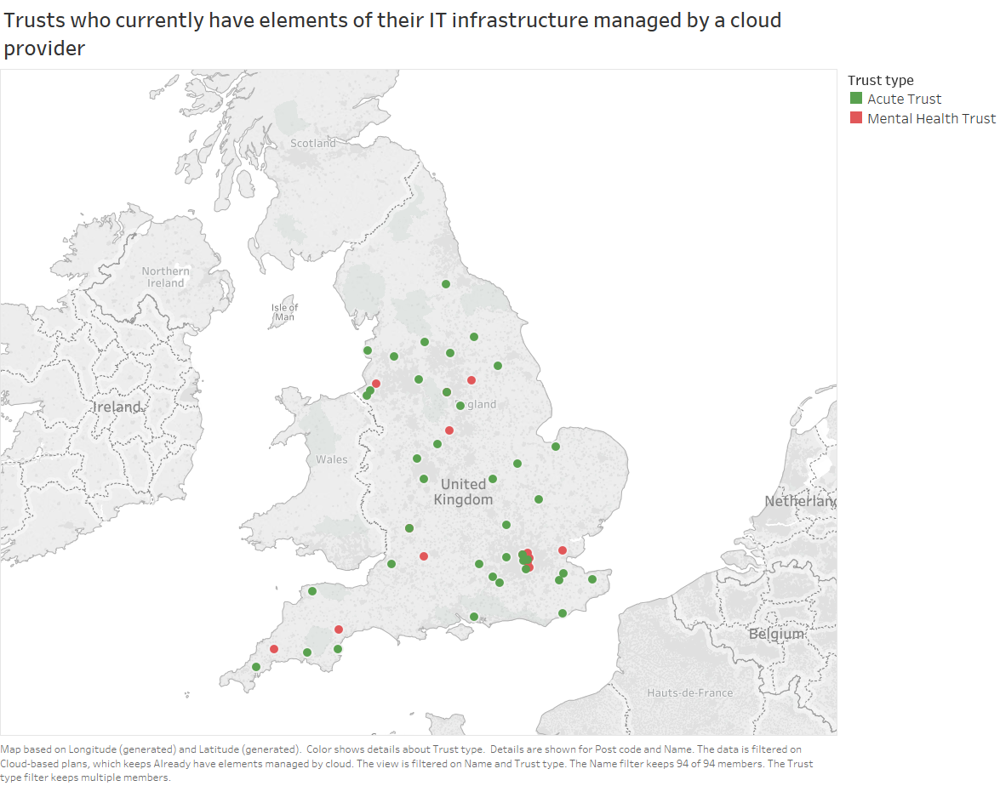 Trusts who currently have elements of their IT infrastructure managed by a cloud
provider
Trust type
Acute Trust
Mental Health Trust
Scotland
Northern
Ireland
Isle of
Man
Ireland
Wales
United
Kingdom
Netherlan
Belgium
Hauts-de-France
Map based on Longitude (generated) and Latitude (generated).  Color shows details about Trust type.  Details are shown for Post code and Name. The data is filtered on
Cloud-based plans, which keeps Already have elements managed by cloud. The view is filtered on Name and Trust type. The Name filter keeps 94 of 94 members. The Trust
type filter keeps multiple members.